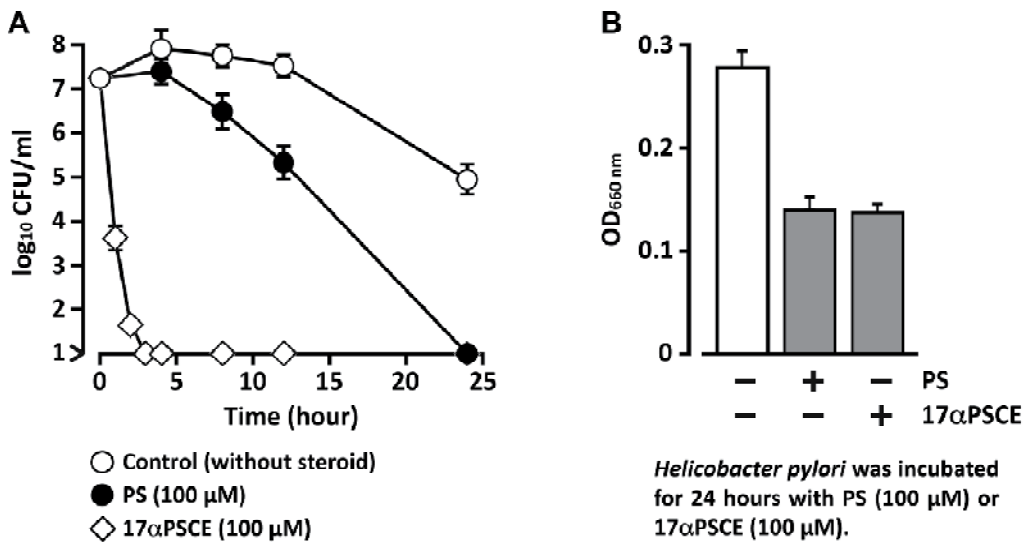 A
log₁₀ CFU/ml
8
7
6
5
4
3
2
1>
0 5 10 15 20 25
Time (hour)
Control (without steroid)
PS (100 μM)
17αPSCE (100 μM)
B
OD₆₆₀ ₙₘ
0.3
0.2
0.1
0
− + − PS
− − + 17αPSCE
Helicobacter pylori was incubated
for 24 hours with PS (100 μM) or
17αPSCE (100 μM).